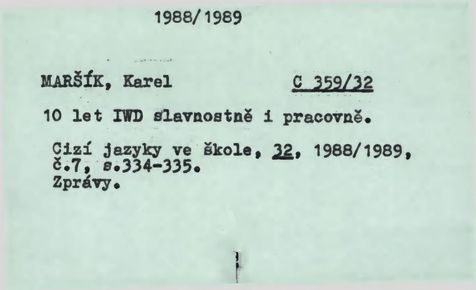 1988/1989
MARŠÍK, Karel C 359/32
10 let IWD slavnostně i pracovně.
Cizí jazyky ve škole, 32, 1988/1989,
č.7, s.334-335.
Zprávy.